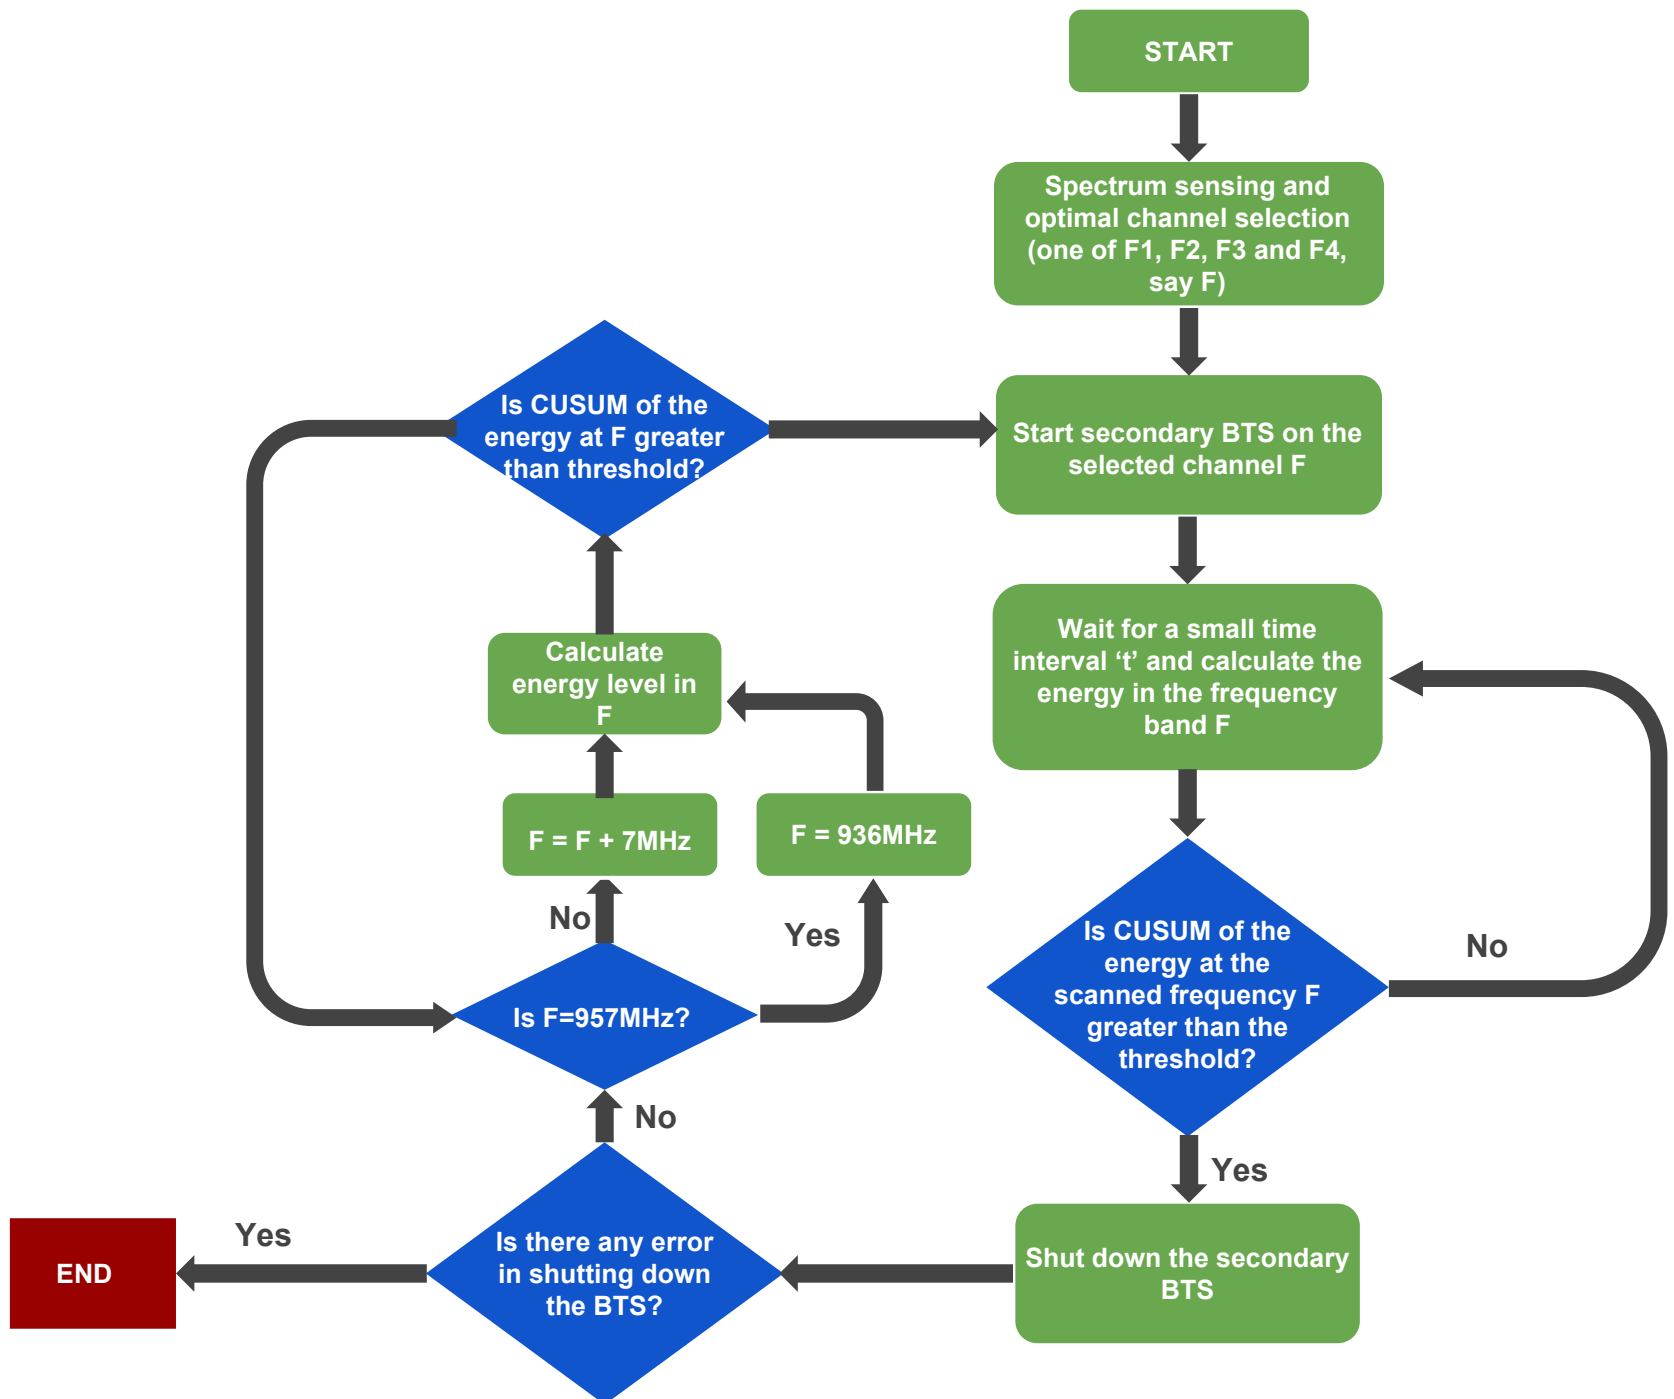 START
Spectrum sensing and
optimal channel selection
(one of F1, F2, F3 and F4,
say F)
Is CUSUM of the
energy at F greater
than threshold?
Start secondary BTS on the
selected channel F
Wait for a small time
interval ‘t’ and calculate the
energy in the frequency
band F
Calculate
energy level in
F
F = F + 7MHz
F = 936MHz
No
Yes
Is CUSUM of the
energy at the
scanned frequency F
greater than the
threshold?
No
Is F=957MHz?
No
Yes
Shut down the secondary
BTS
Is there any error
in shutting down
the BTS?
Yes
END